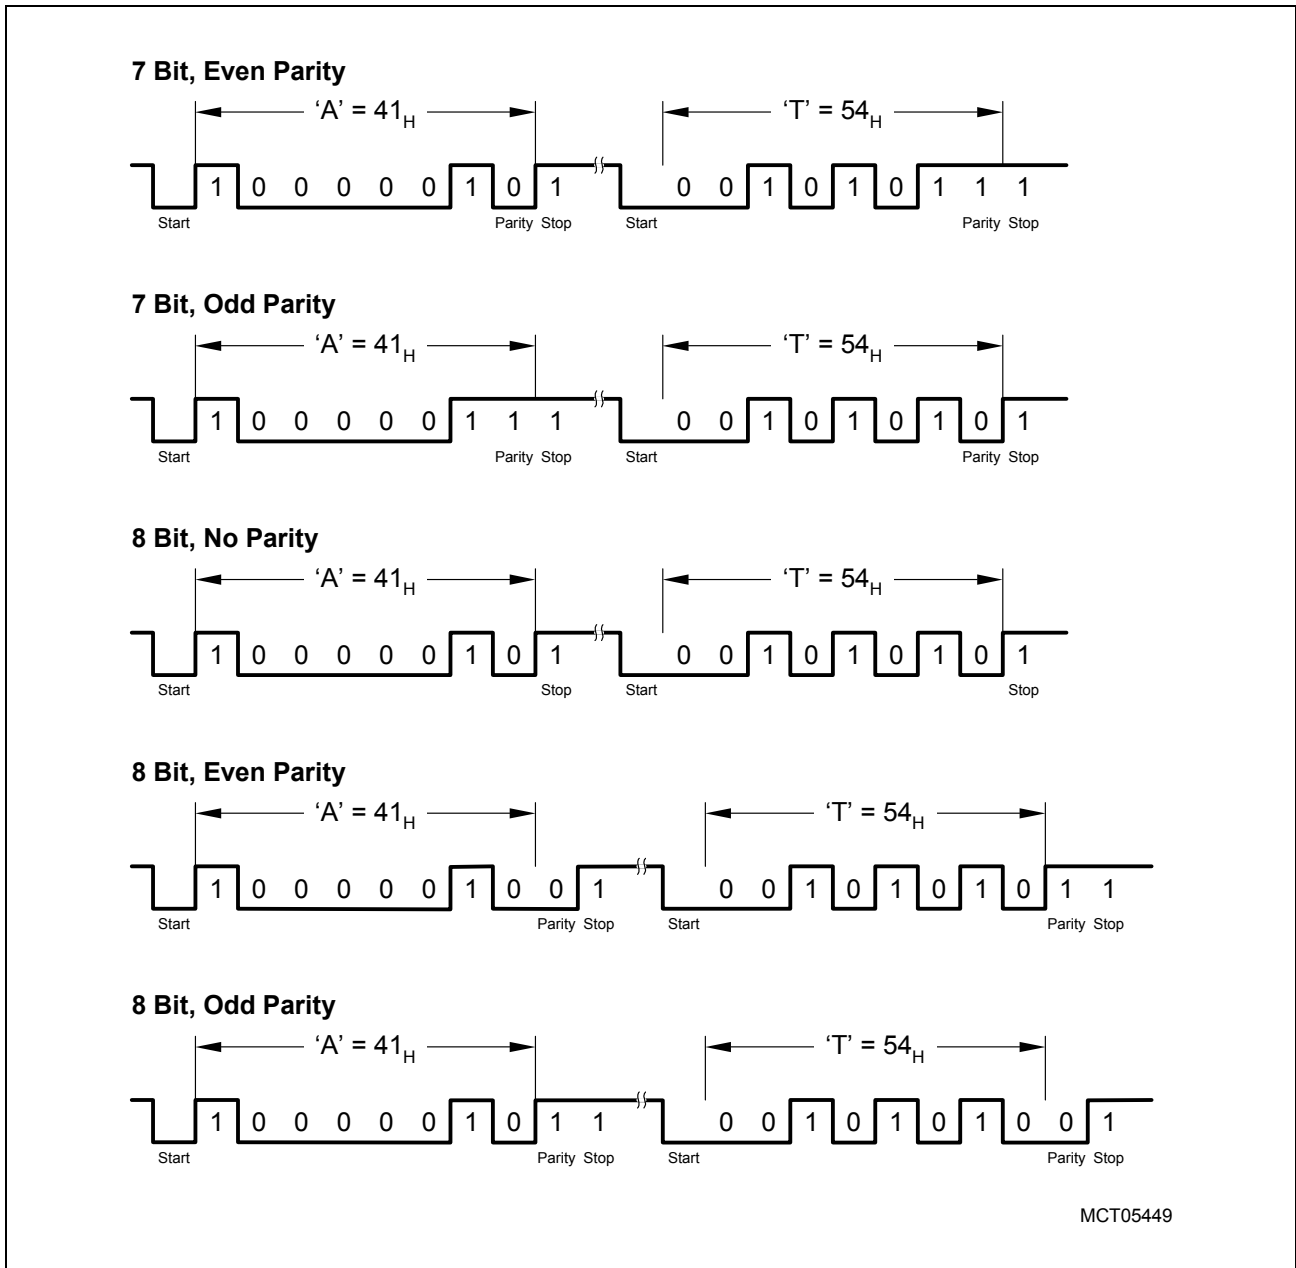 7 Bit, Even Parity
‘A’ = 41H ‘T’ = 54H
1 0 0 0 0 0 1 0 1 0 0 1 0 1 0 1 1 1
Start Parity Stop Start Parity Stop
7 Bit, Odd Parity
‘A’ = 41H ‘T’ = 54H
1 0 0 0 0 0 1 1 1 0 0 1 0 1 0 1 0 1
Start Parity Stop Start Parity Stop
8 Bit, No Parity
‘A’ = 41H ‘T’ = 54H
1 0 0 0 0 0 1 0 1 0 0 1 0 1 0 1 0 1
Start Stop Start Stop
8 Bit, Even Parity
‘A’ = 41H ‘T’ = 54H
1 0 0 0 0 0 1 0 0 1 0 0 1 0 1 0 1 0 1 1
Start Parity Stop Start Parity Stop
8 Bit, Odd Parity
‘A’ = 41H ‘T’ = 54H
1 0 0 0 0 0 1 0 1 1 0 0 1 0 1 0 1 0 0 1
Start Parity Stop Start Parity Stop
MCT05449